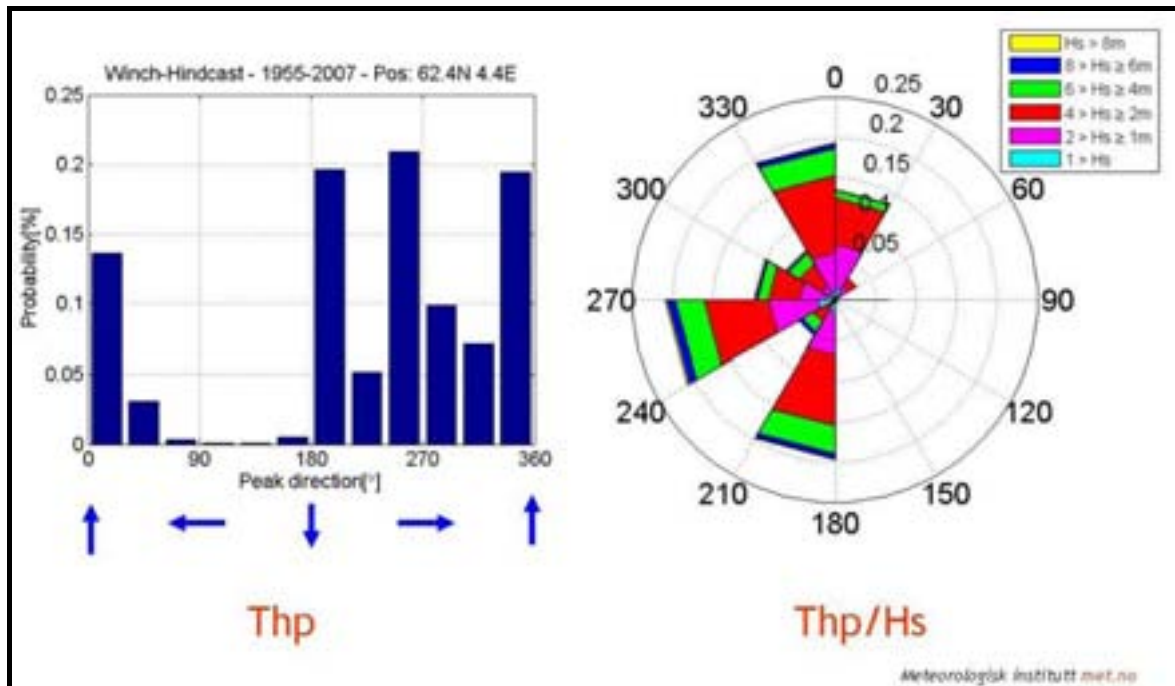 Winch-Hindcast - 1955-2007 - Pos: 62.4N 4.4E
0.25
0.2
0.15
0.1
0.05
0
Probability[%]
0 90 180 270 360
Peak direction[°]
Thp
Hs > 8m
8 > Hs ≥ 6m
6 > Hs ≥ 4m
4 > Hs ≥ 2m
2 > Hs ≥ 1m
1 > Hs
0
30
60
90
120
150
180
210
240
270
300
330
0.25
0.2
0.15
0.1
0.05
Thp/Hs
Meteorologisk Institutt met.no